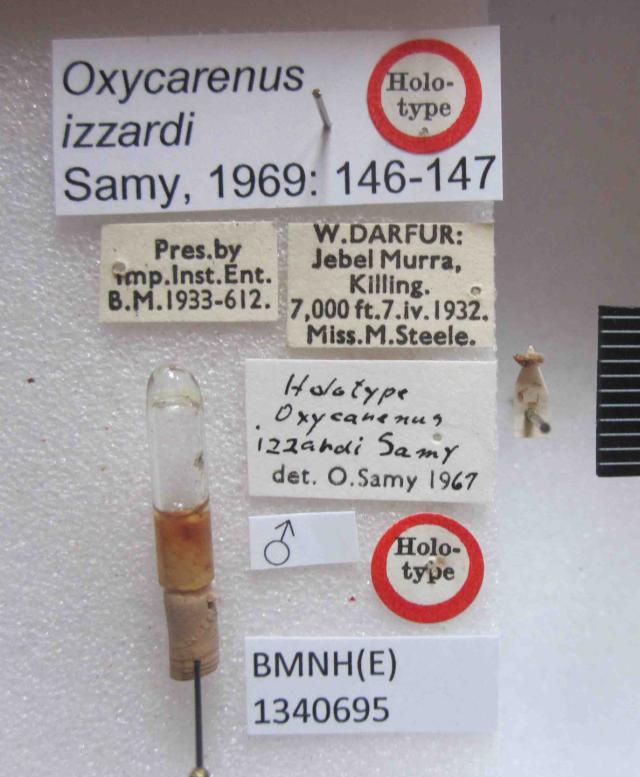 Oxycarenus
izzardi
Samy, 1969: 146-147
Holo-
type
Pres.by
Imp.Inst.Ent.
B.M.1933-612.
W.DARFUR:
Jebel Murra,
Killing.
7,000 ft.7.iv.1932.
Miss.M.Steele.
Holotype
Oxycarenus
izzardi Samy
det. O.Samy 1967
♂
Holo-
type
BMNH(E)
1340695